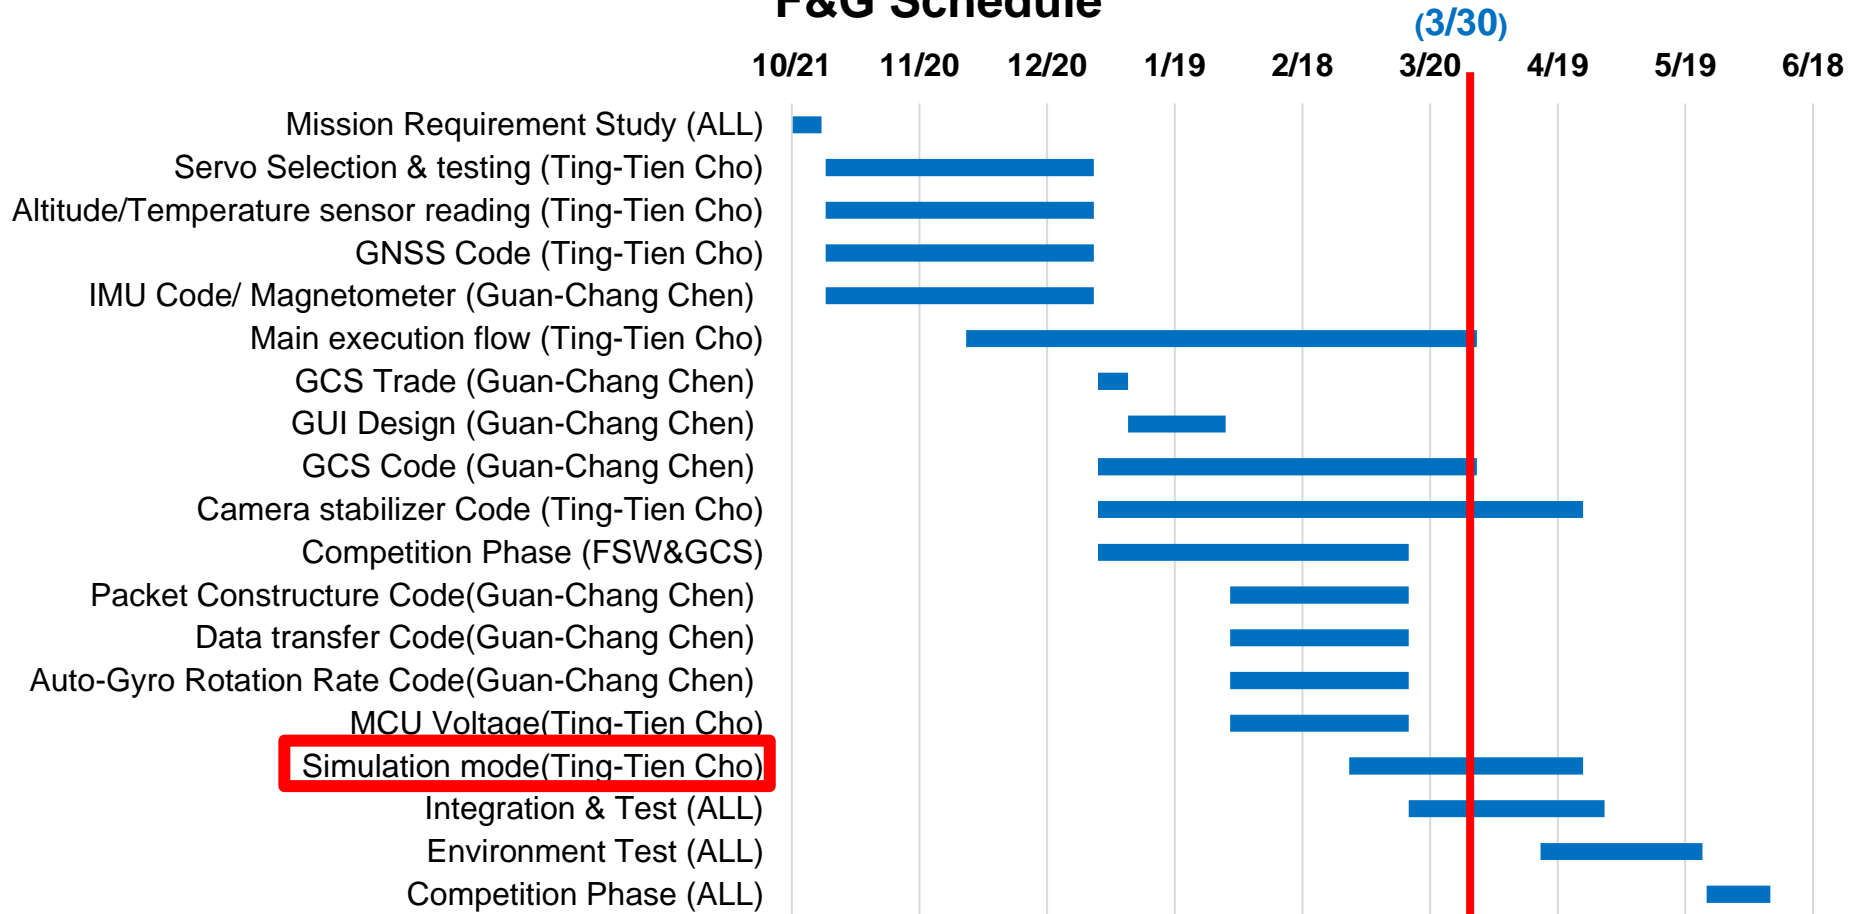 F&G Schedule
(3/30)
10/21 11/20 12/20 1/19 2/18 3/20 4/19 5/19 6/18
Mission Requirement Study (ALL)
Servo Selection & testing (Ting-Tien Cho)
Altitude/Temperature sensor reading (Ting-Tien Cho)
GNSS Code (Ting-Tien Cho)
IMU Code/ Magnetometer (Guan-Chang Chen)
Main execution flow (Ting-Tien Cho)
GCS Trade (Guan-Chang Chen)
GUI Design (Guan-Chang Chen)
GCS Code (Guan-Chang Chen)
Camera stabilizer Code (Ting-Tien Cho)
Competition Phase (FSW&GCS)
Packet Constructure Code(Guan-Chang Chen)
Data transfer Code(Guan-Chang Chen)
Auto-Gyro Rotation Rate Code(Guan-Chang Chen)
MCU Voltage(Ting-Tien Cho)
Simulation mode(Ting-Tien Cho)
Integration & Test (ALL)
Environment Test (ALL)
Competition Phase (ALL)